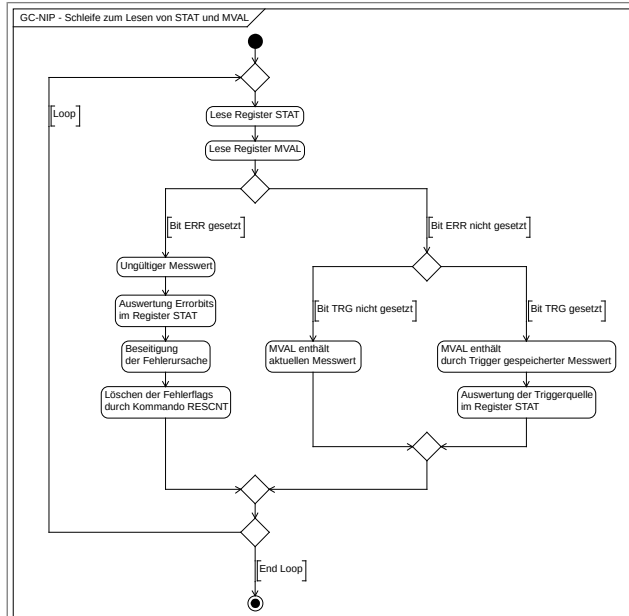 GC-NIP - Schleife zum Lesen von STAT und MVAL
[Loop]
Lese Register STAT
Lese Register MVAL
[Bit ERR gesetzt]
[Bit ERR nicht gesetzt]
Ungültiger Messwert
Auswertung Errorbits
im Register STAT
[Bit TRG nicht gesetzt]
[Bit TRG gesetzt]
Beseitigung
der Fehlerursache
MVAL enthält
aktuellen Messwert
MVAL enthält
durch Trigger gespeicherter Messwert
Löschen der Fehlerflags
durch Kommando RESCNT
Auswertung der Triggerquelle
im Register STAT
[End Loop]